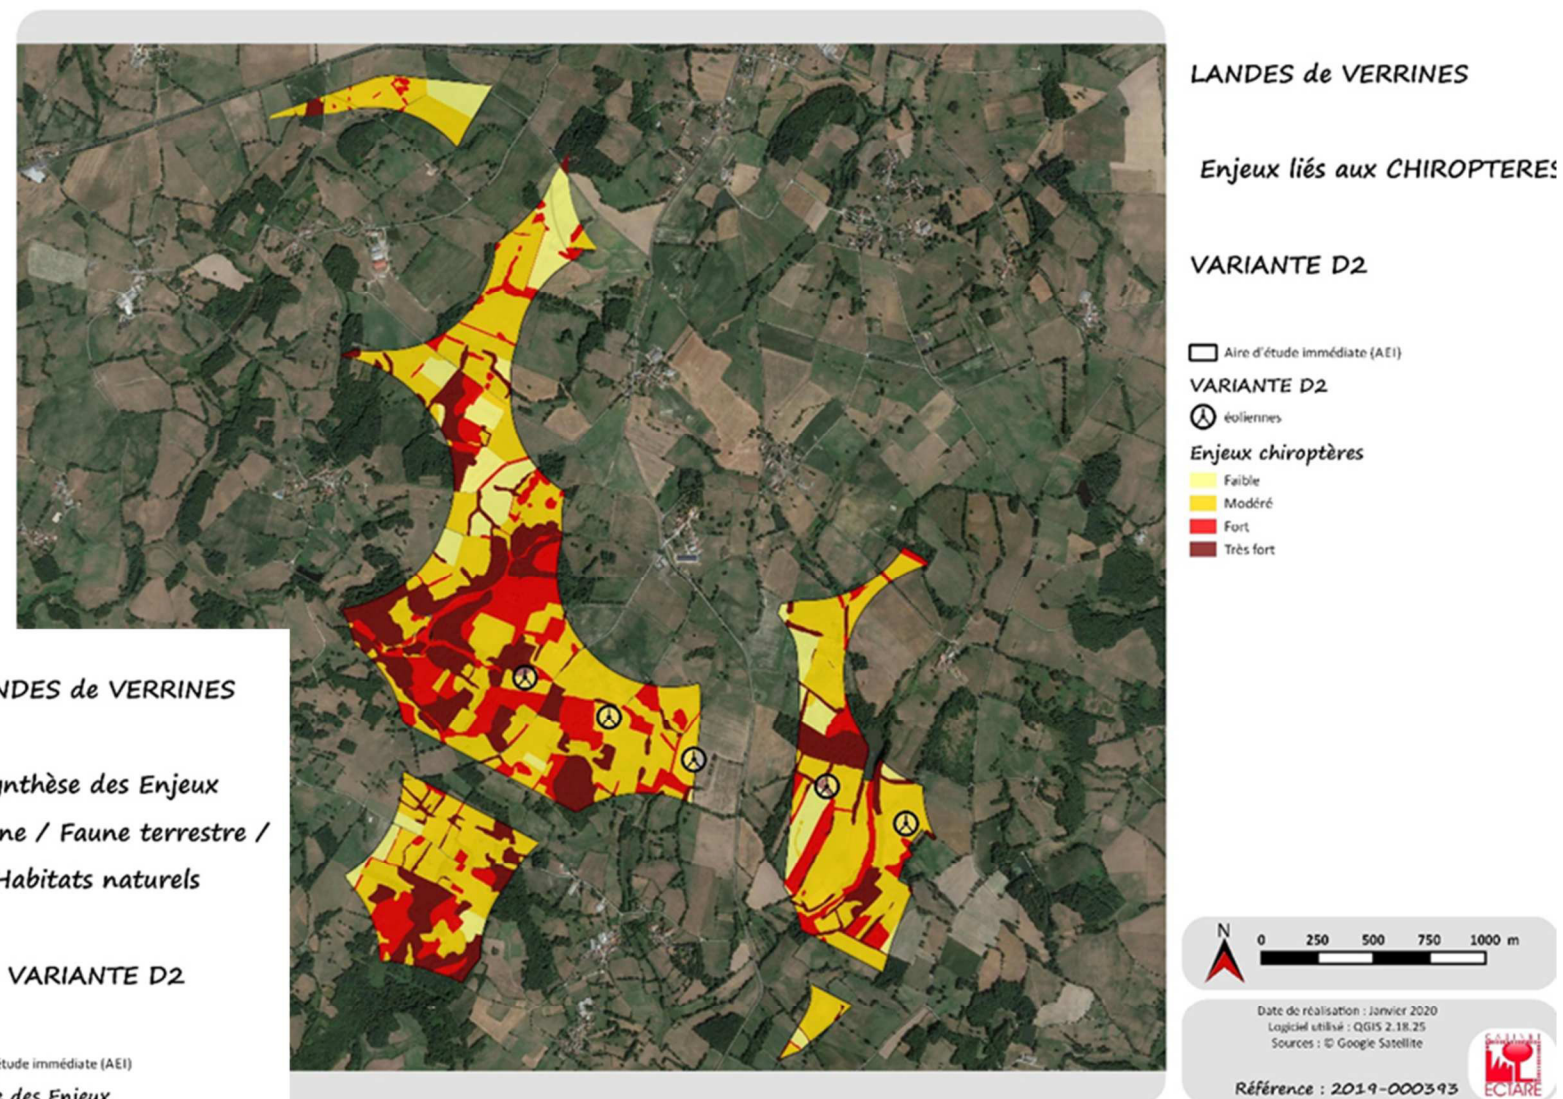 LANDES de VERRINES
Enjeux liés aux CHIROPTERES
VARIANTE D2
Aire d'étude immédiate (AEI)
VARIANTE D2
éoliennes
Enjeux chiroptères
Faible
Modéré
Fort
Très fort
NDES de VERRINES
nthèse des Enjeux
ne / Faune terrestre /
Habitats naturels
VARIANTE D2
étude immédiate (AEI)
des Enjeux
N
0 250 500 750 1000 m
Date de réalisation : Janvier 2020
Logiciel utilisé : QGIS 2.18.25
Sources : © Google Satellite
Référence : 2019-000393
ECTARE